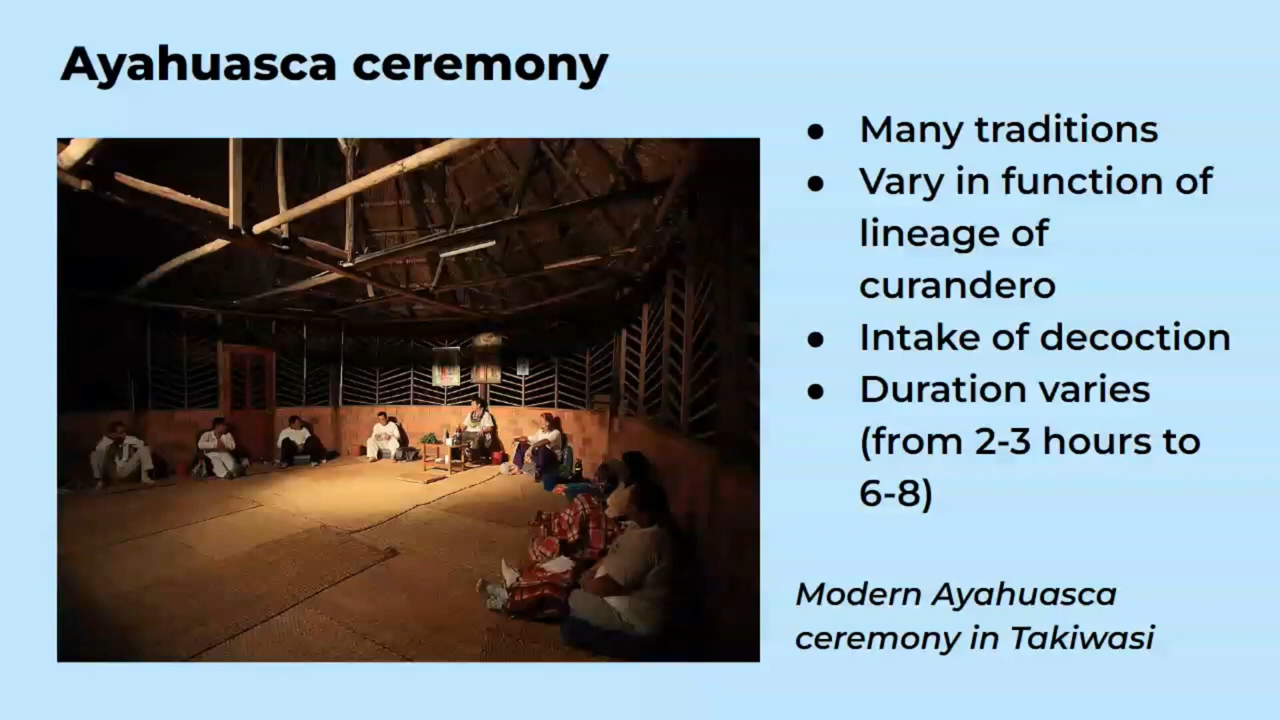 Ayahuasca ceremony
● Many traditions
● Vary in function of
lineage of
curandero
● Intake of decoction
● Duration varies
(from 2-3 hours to
6-8)
Modern Ayahuasca
ceremony in Takiwasi